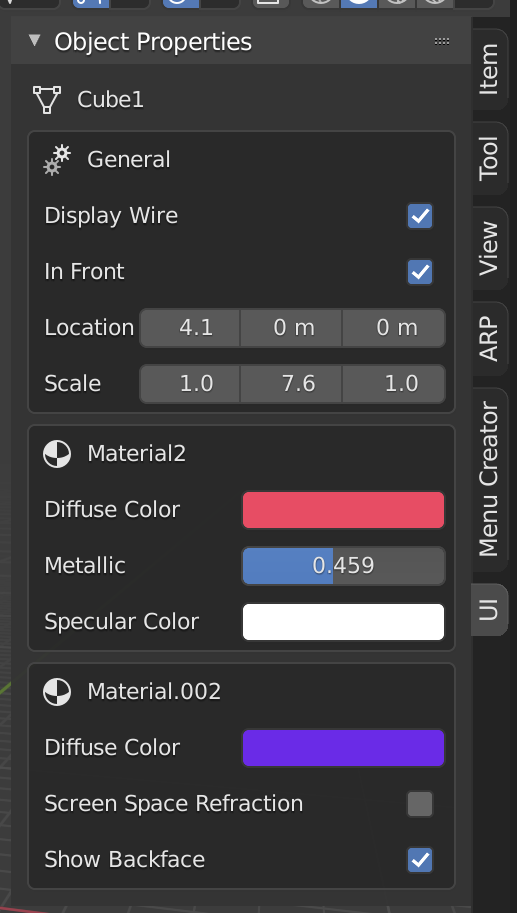 Object Properties
Cube1
General
Display Wire
In Front
Location 4.1 0 m 0 m
Scale 1.0 7.6 1.0
Material2
Diffuse Color
Metallic 0.459
Specular Color
Material.002
Diffuse Color
Screen Space Refraction
Show Backface
Item
Tool
View
ARP
Menu Creator
UI